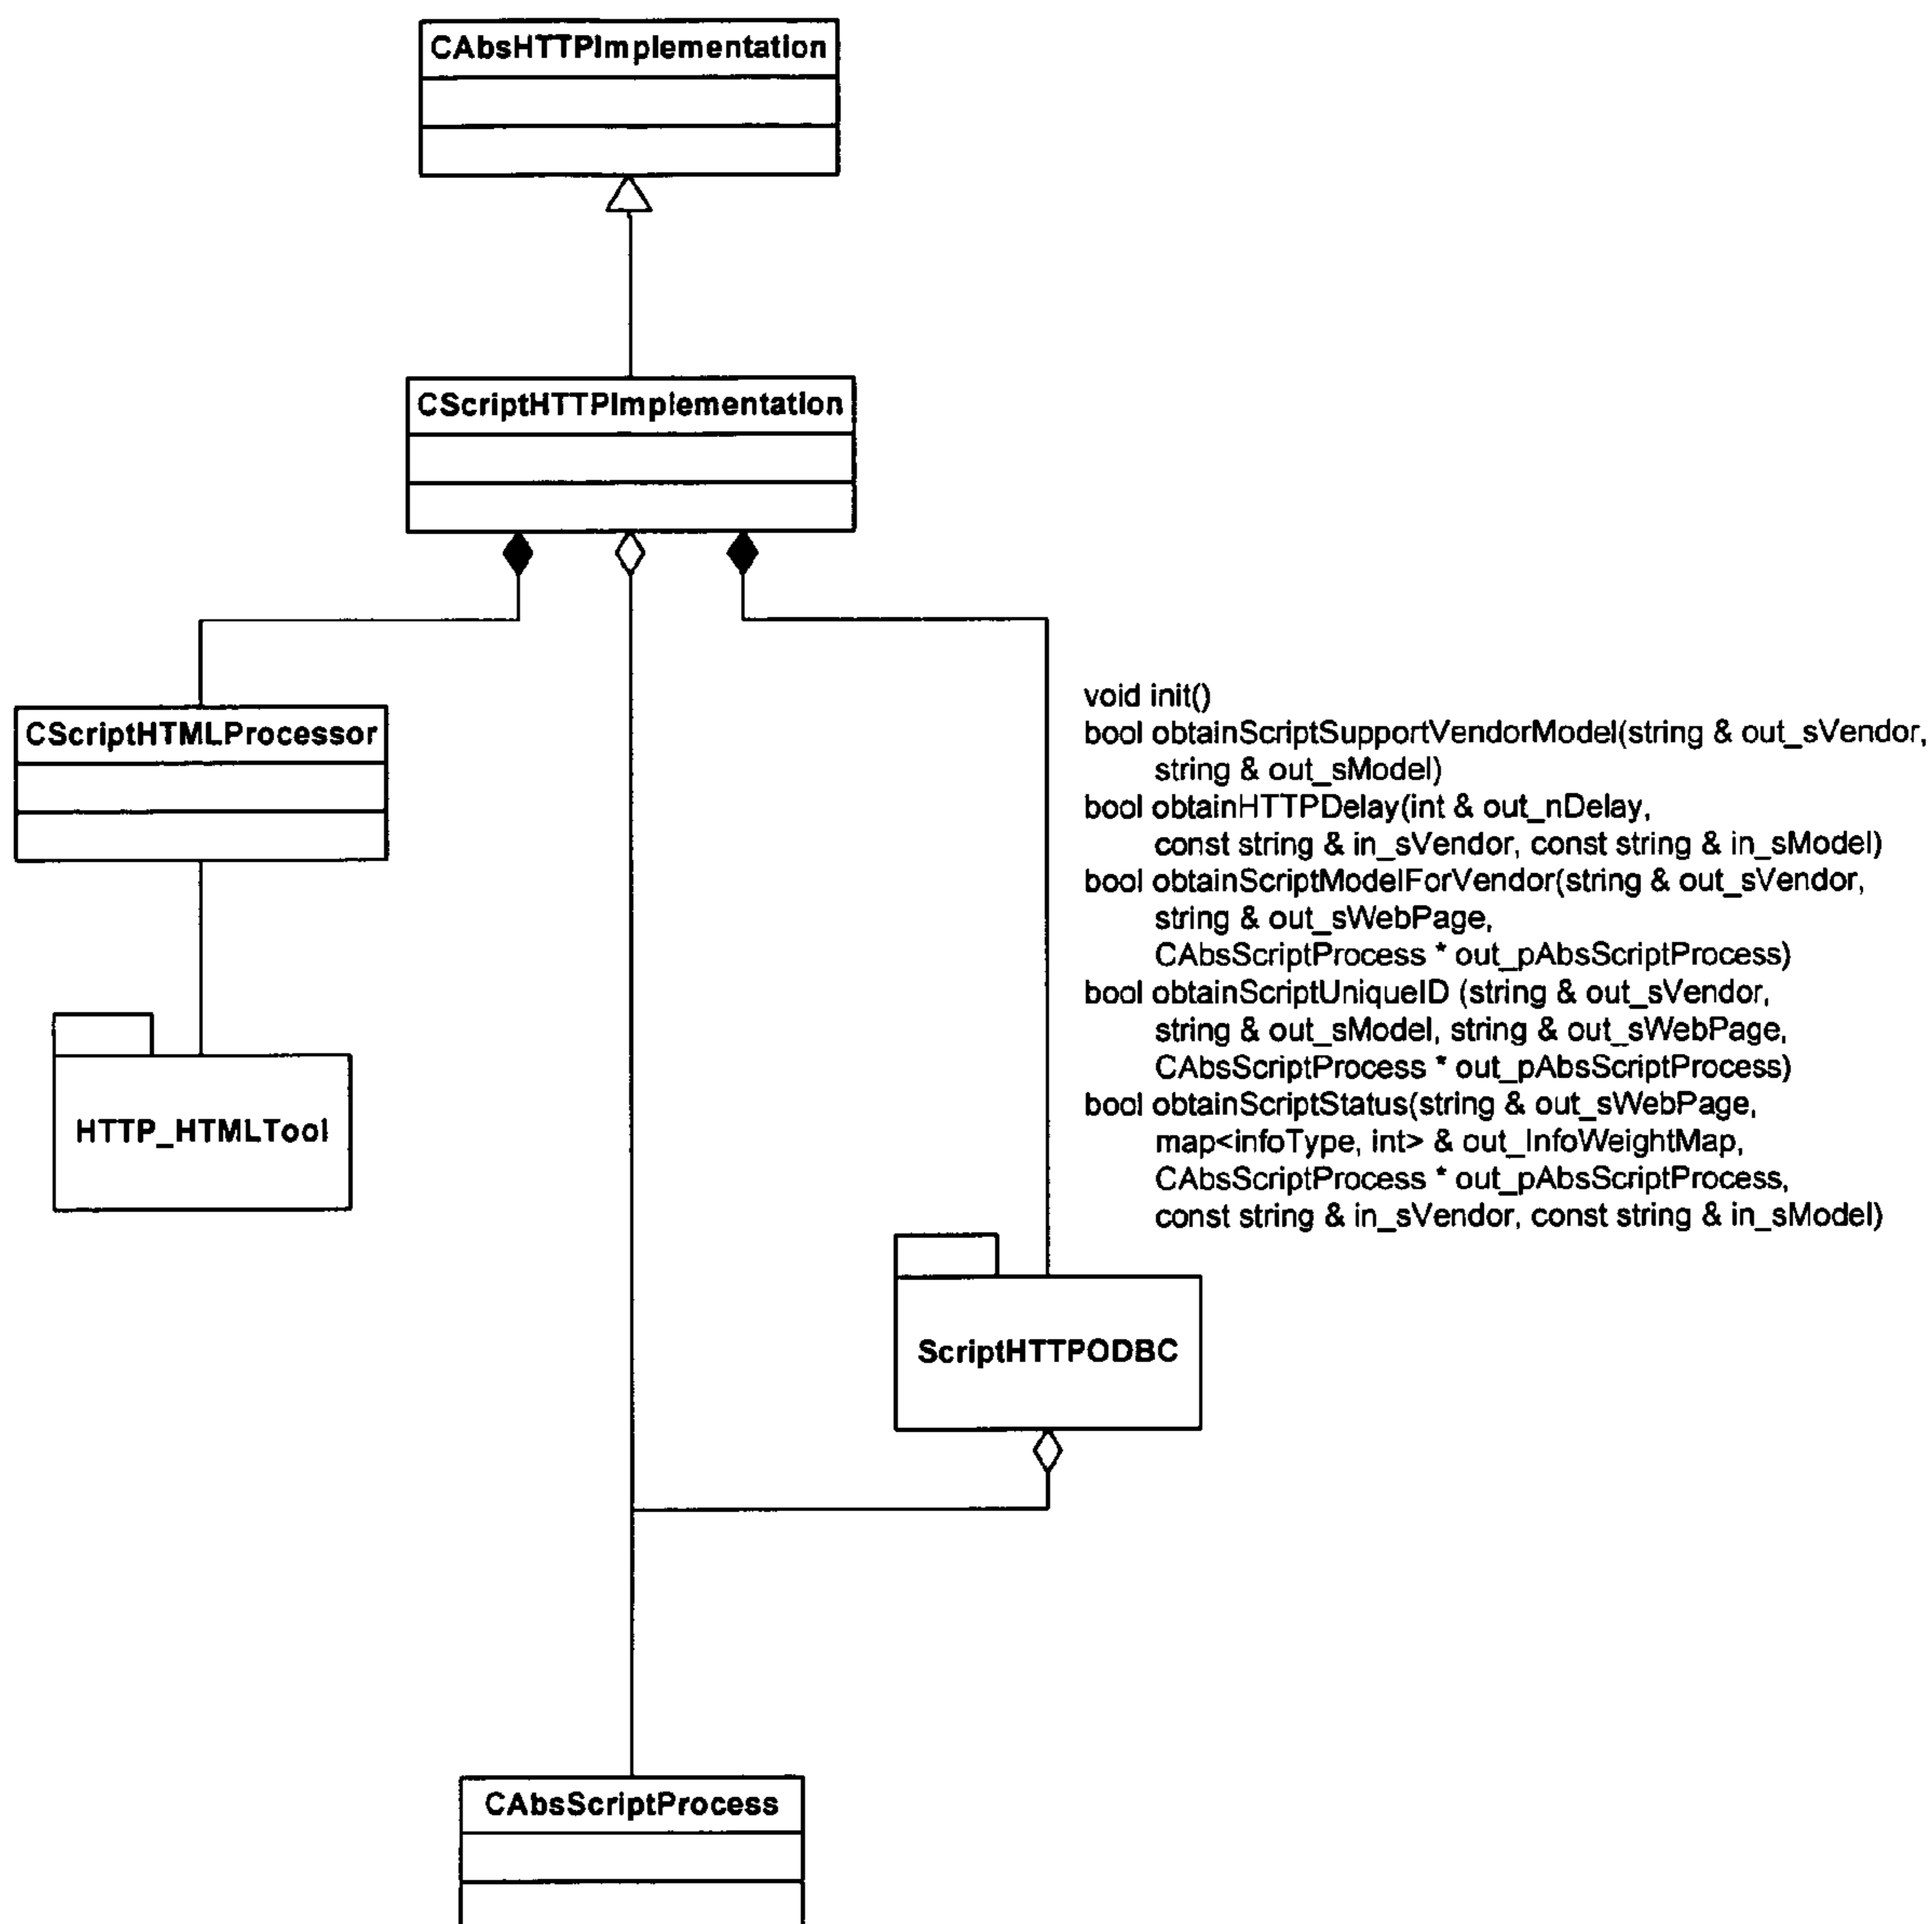 CAbsHTTPImplementation
CScriptHTTPImplementation
CScriptHTMLProcessor
HTTP_HTMLTool
void init()
bool obtainScriptSupportVendorModel(string & out_sVendor,
string & out_sModel)
bool obtainHTTPDelay(int & out_nDelay,
const string & in_sVendor, const string & in_sModel)
bool obtainScriptModelForVendor(string & out_sVendor,
string & out_sWebPage,
CAbsScriptProcess * out_pAbsScriptProcess)
bool obtainScriptUniqueID (string & out_sVendor,
string & out_sModel, string & out_sWebPage,
CAbsScriptProcess * out_pAbsScriptProcess)
bool obtainScriptStatus(string & out_sWebPage,
map<infoType, int> & out_InfoWeightMap,
CAbsScriptProcess * out_pAbsScriptProcess,
const string & in_sVendor, const string & in_sModel)
ScriptHTTPODBC
CAbsScriptProcess